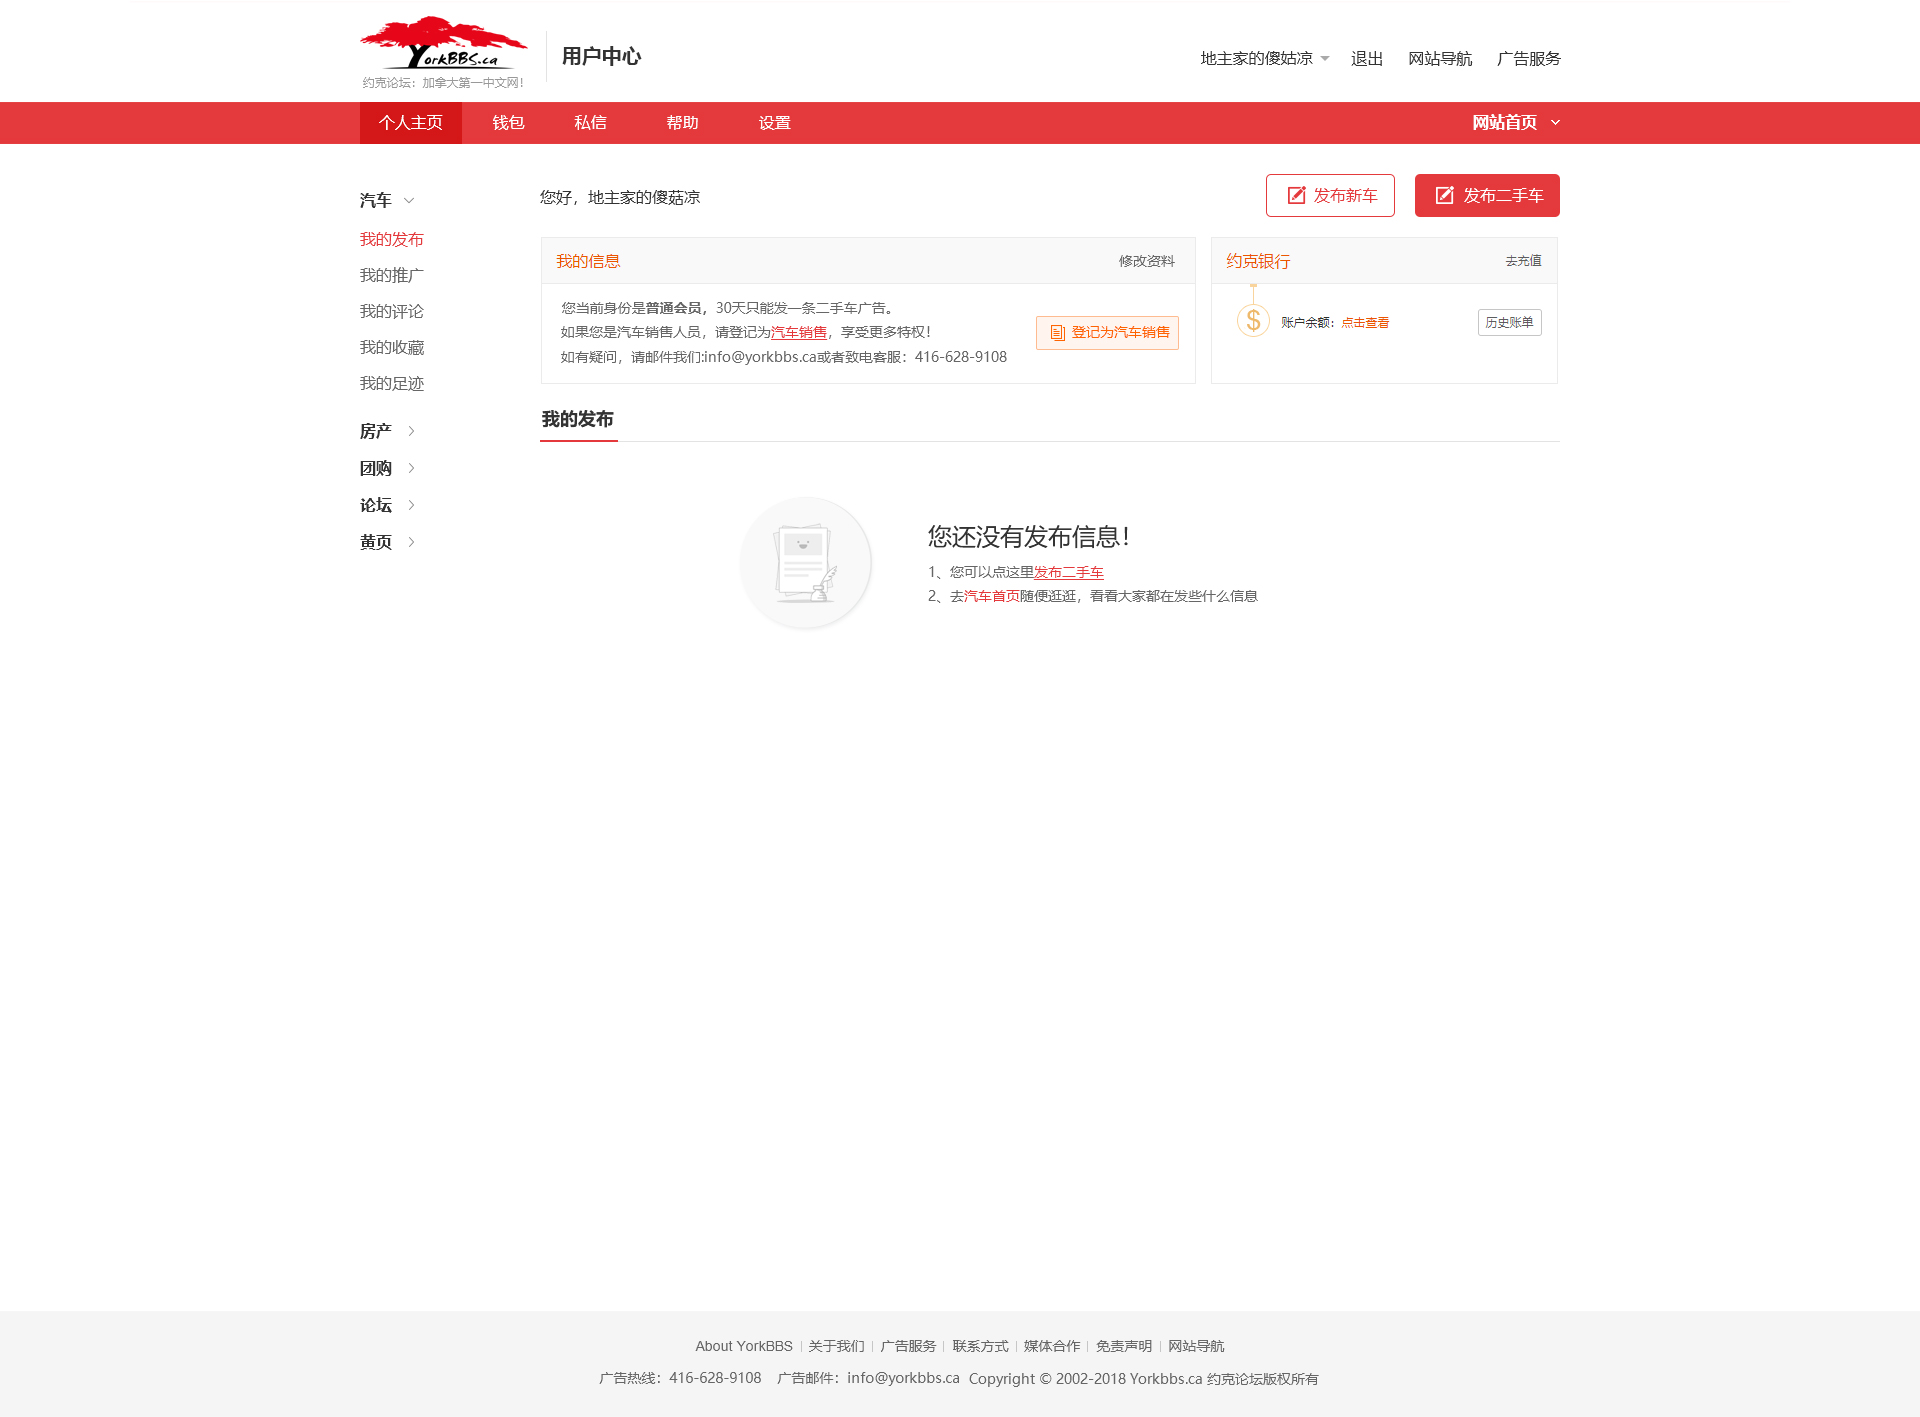 YorkBBS.ca
约克论坛：加拿大第一中文网！
用户中心
地主家的傻姑凉 退出 网站导航 广告服务
个人主页 钱包 私信 帮助 设置 网站首页
汽车
我的发布
我的推广
我的评论
我的收藏
我的足迹
房产
团购
论坛
黄页
您好，地主家的傻菇凉
发布新车 发布二手车
我的信息 修改资料
您当前身份是普通会员，30天只能发一条二手车广告。
如果您是汽车销售人员，请登记为汽车销售，享受更多特权！
如有疑问，请邮件我们:info@yorkbbs.ca或者致电客服：416-628-9108
登记为汽车销售
约克银行 去充值
$ 账户余额：点击查看 历史账单
我的发布
您还没有发布信息！
1、您可以点这里发布二手车
2、去汽车首页随便逛逛，看看大家都在发些什么信息
About YorkBBS 关于我们 广告服务 联系方式 媒体合作 免责声明 网站导航
广告热线：416-628-9108 广告邮件：info@yorkbbs.ca Copyright © 2002-2018 Yorkbbs.ca 约克论坛版权所有